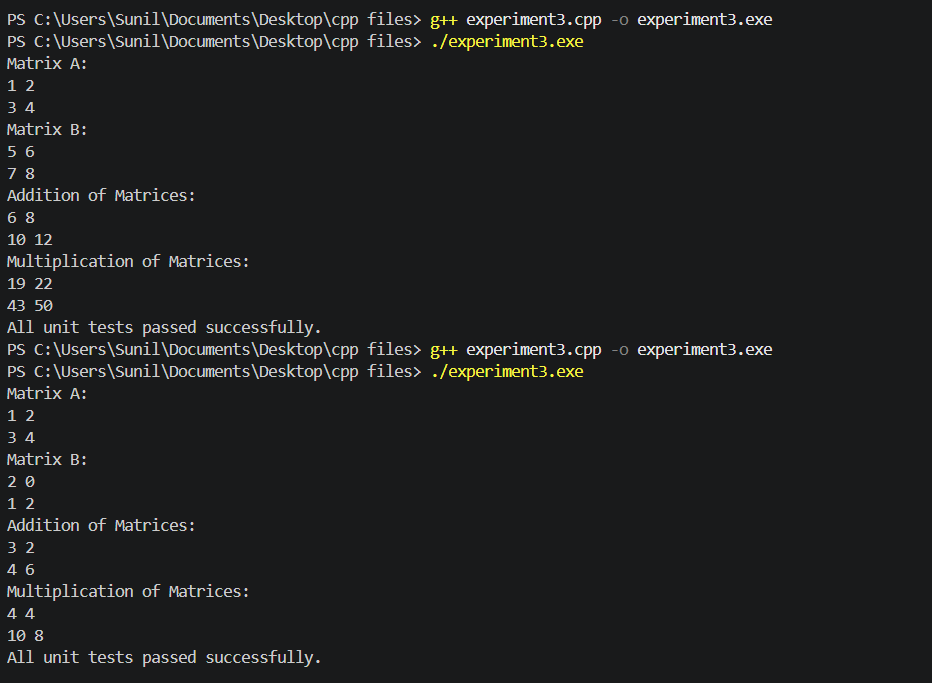 PS C:\Users\Sunil\Documents\Desktop\cpp files> g++ experiment3.cpp -o experiment3.exe
PS C:\Users\Sunil\Documents\Desktop\cpp files> ./experiment3.exe
Matrix A:
1 2
3 4
Matrix B:
5 6
7 8
Addition of Matrices:
6 8
10 12
Multiplication of Matrices:
19 22
43 50
All unit tests passed successfully.
PS C:\Users\Sunil\Documents\Desktop\cpp files> g++ experiment3.cpp -o experiment3.exe
PS C:\Users\Sunil\Documents\Desktop\cpp files> ./experiment3.exe
Matrix A:
1 2
3 4
Matrix B:
2 0
1 2
Addition of Matrices:
3 2
4 6
Multiplication of Matrices:
4 4
10 8
All unit tests passed successfully.